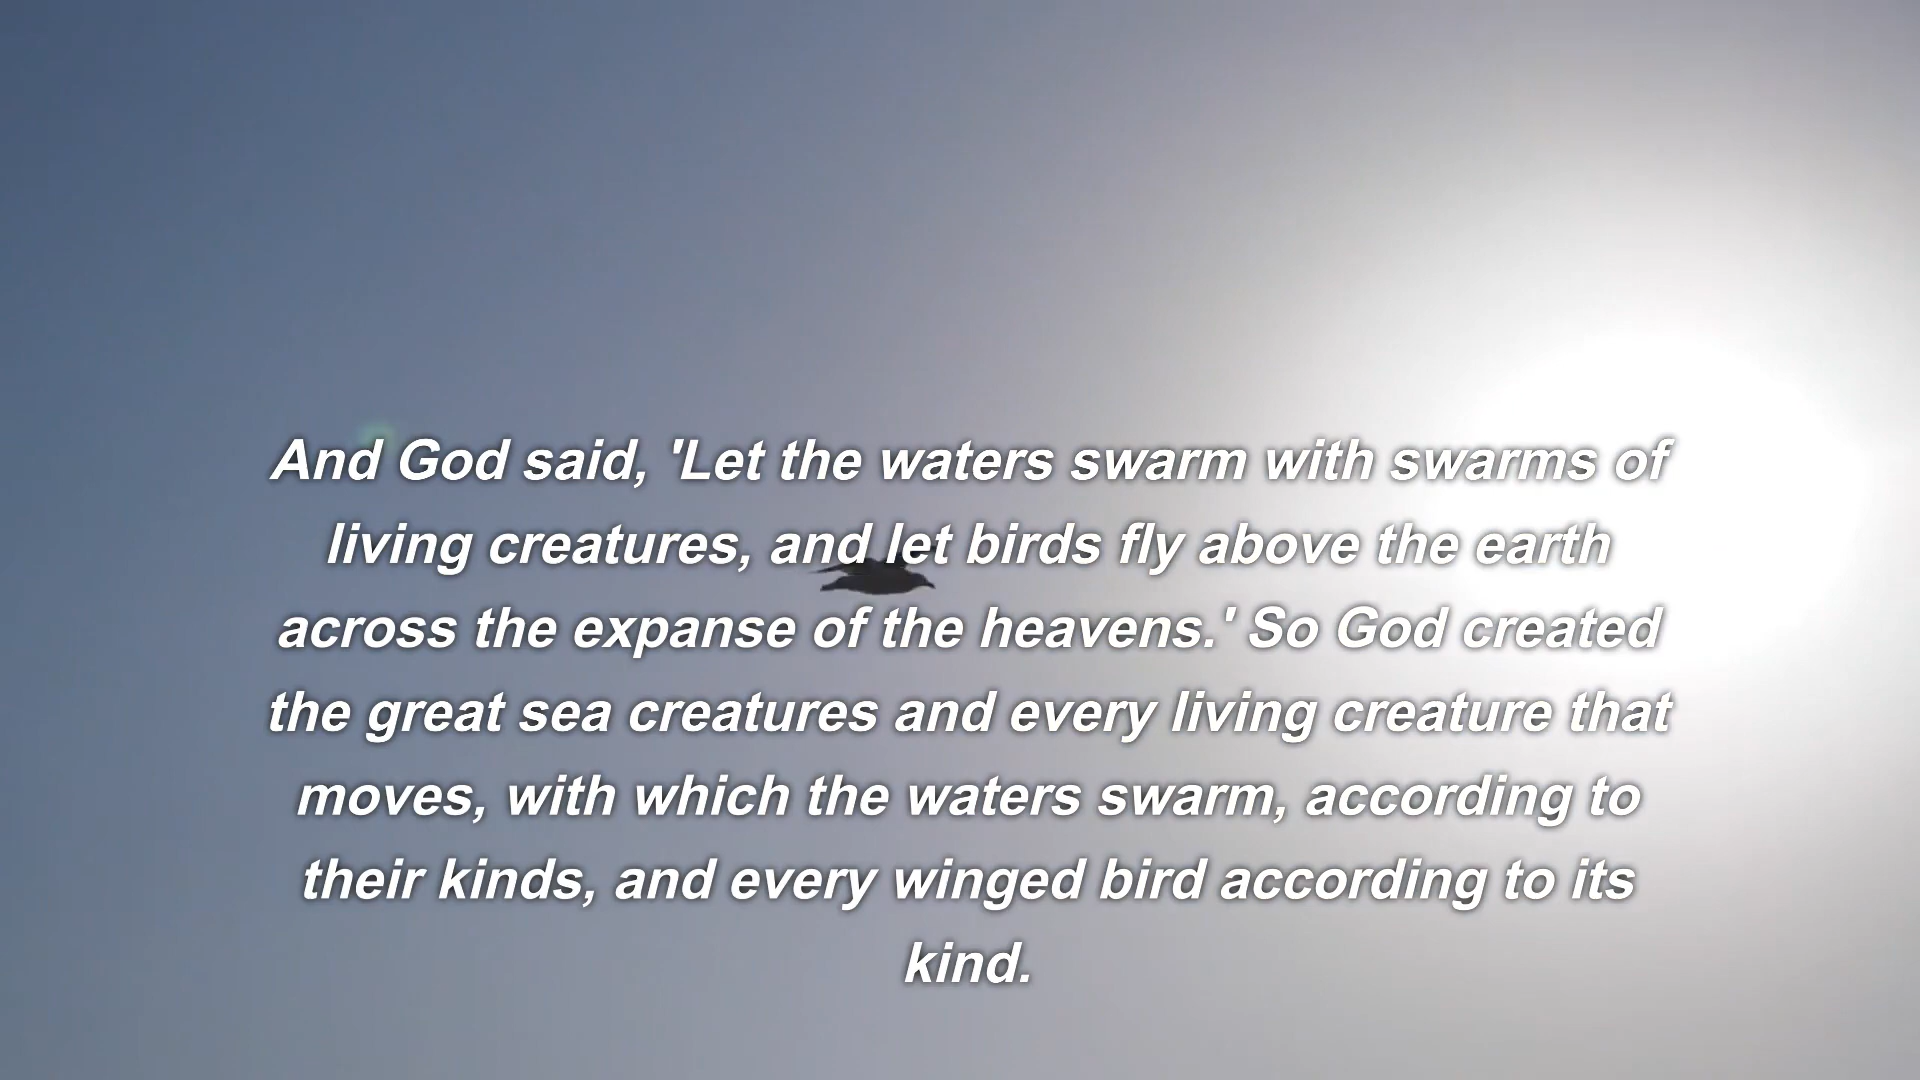 And God said, 'Let the waters swarm with swarms of
living creatures, and let birds fly above the earth
across the expanse of the heavens.' So God created
the great sea creatures and every living creature that
moves, with which the waters swarm, according to
their kinds, and every winged bird according to its
kind.